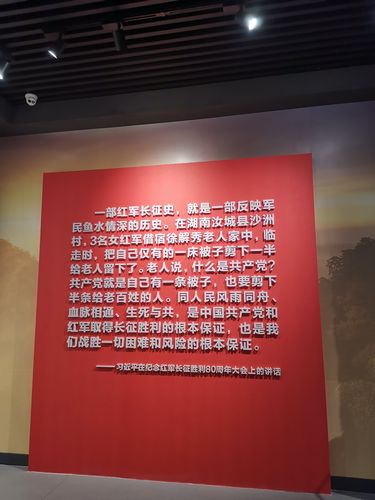 一部红军长征史，就是一部反映军
民鱼水情深的历史。在湖南汝城县沙洲
村，3名女红军借宿徐解秀老人家中，临
走时，把自己仅有的一床被子剪下一半
给老人留下了。老人说，什么是共产党？
共产党就是自己有一条被子，也要剪下
半条给老百姓的人。同人民风雨同舟、
血脉相通、生死与共，是中国共产党和
红军取得长征胜利的根本保证，也是我
们战胜一切困难和风险的根本保证。
——习近平在纪念红军长征胜利80周年大会上的讲话